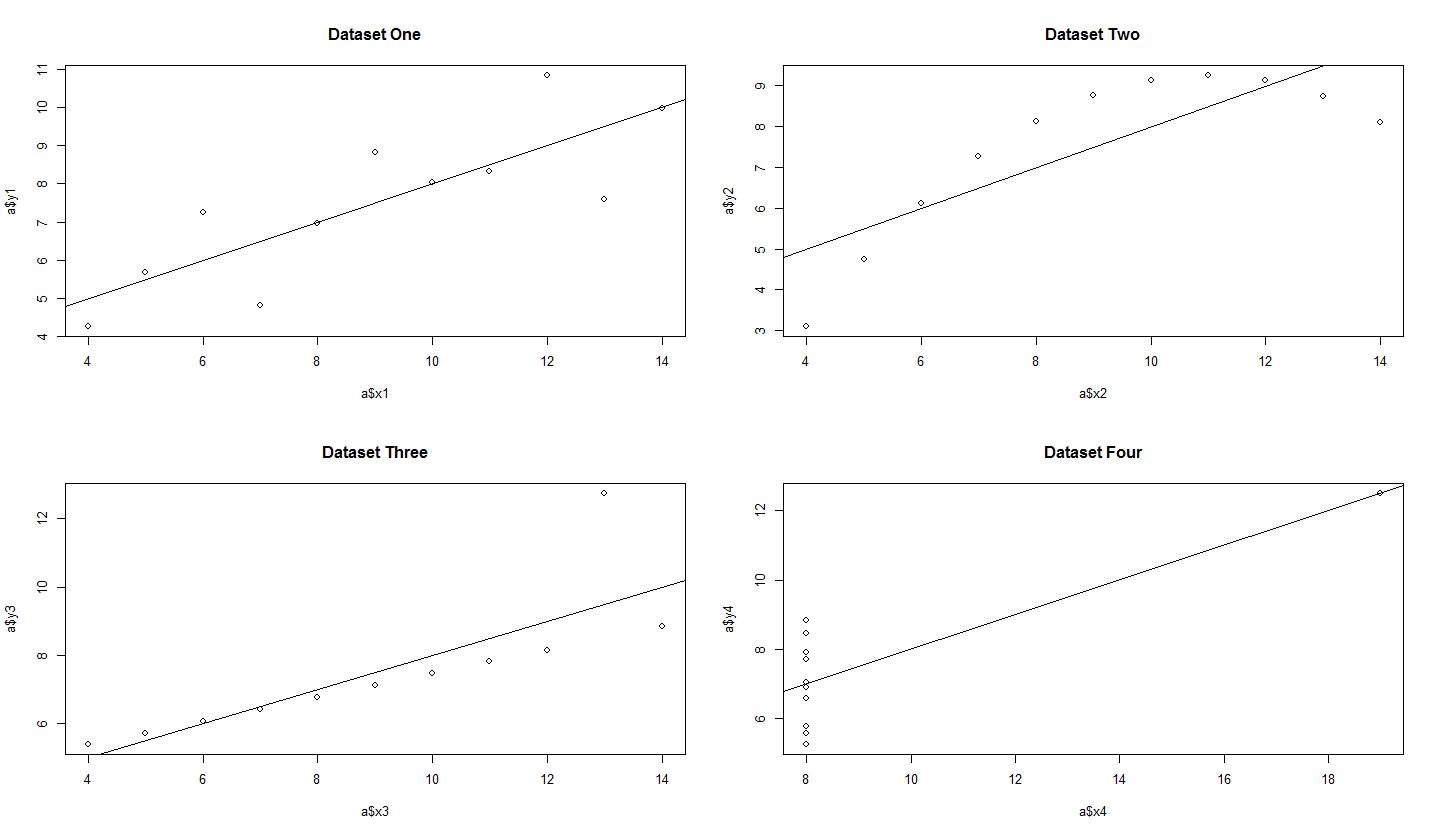 Dataset One
11
10
9
8
7
6
5
4
a$y1
4 6 8 10 12 14
a$x1
Dataset Two
9
8
7
6
5
4
3
a$y2
4 6 8 10 12 14
a$x2
Dataset Three
12
10
8
6
a$y3
4 6 8 10 12 14
a$x3
Dataset Four
12
10
8
6
a$y4
8 10 12 14 16 18
a$x4